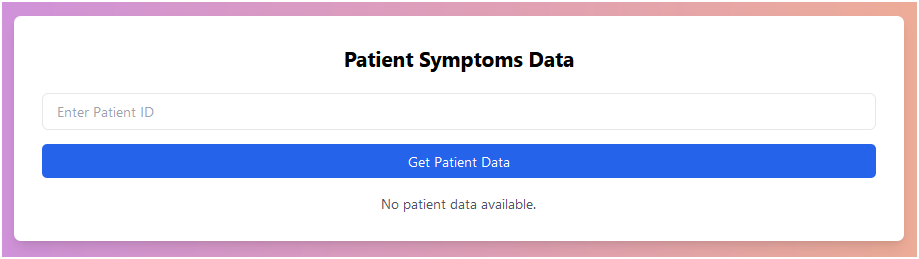 Patient Symptoms Data
Enter Patient ID
Get Patient Data
No patient data available.